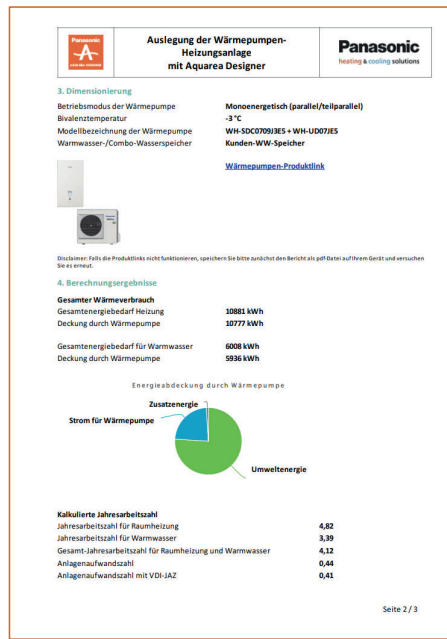 Panasonic
AQUAREA DESIGNER
Auslegung der Wärmepumpen-
Heizungsanlage
mit Aquarea Designer
Panasonic
heating & cooling solutions
3. Dimensionierung
Betriebsmodus der Wärmepumpe Monoenergetisch (parallel/teilparallel)
Bivalenztemperatur -3 °C
Modellbezeichnung der Wärmepumpe WH-SDC0709J3E5 + WH-UD07JE5
Warmwasser-/Combo-Wasserspeicher Kunden-WW-Speicher
Wärmepumpen-Produktlink
Disclaimer: Falls die Produktlinks nicht funktionieren, speichern Sie bitte zunächst den Bericht als pdf-Datei auf Ihrem Gerät und versuchen
Sie es erneut.
4. Berechnungsergebnisse
Gesamter Wärmeverbrauch
Gesamtenergiebedarf Heizung 10881 kWh
Deckung durch Wärmepumpe 10777 kWh
Gesamtenergiebedarf für Warmwasser 6008 kWh
Deckung durch Wärmepumpe 5936 kWh
Energieabdeckung durch Wärmepumpe
Zusatzenergie
Strom für Wärmepumpe
Umweltenergie
Kalkulierte Jahresarbeitszahl
Jahresarbeitszahl für Raumheizung 4,82
Jahresarbeitszahl für Warmwasser 3,39
Gesamt-Jahresarbeitszahl für Raumheizung und Warmwasser 4,12
Anlagenaufwandszahl 0,44
Anlagenaufwandszahl mit VDI-JAZ 0,41
Seite 2 / 3